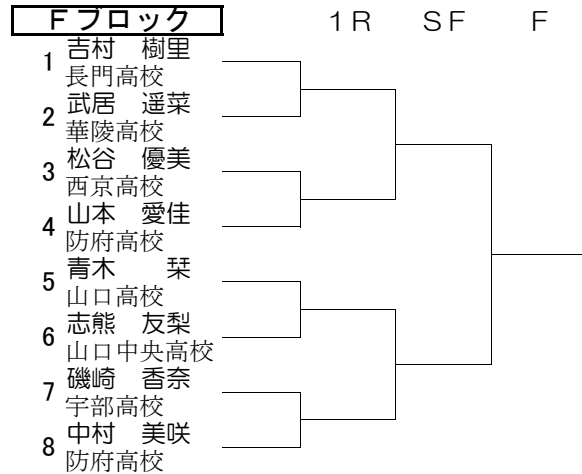 Ｆブロック　１Ｒ　ＳＦ　Ｆ
1 吉村　樹里
長門高校
2 武居　遥菜
華陵高校
3 松谷　優美
西京高校
4 山本　愛佳
防府高校
5 青木　　栞
山口高校
6 志熊　友梨
山口中央高校
7 磯崎　香奈
宇部高校
8 中村　美咲
防府高校